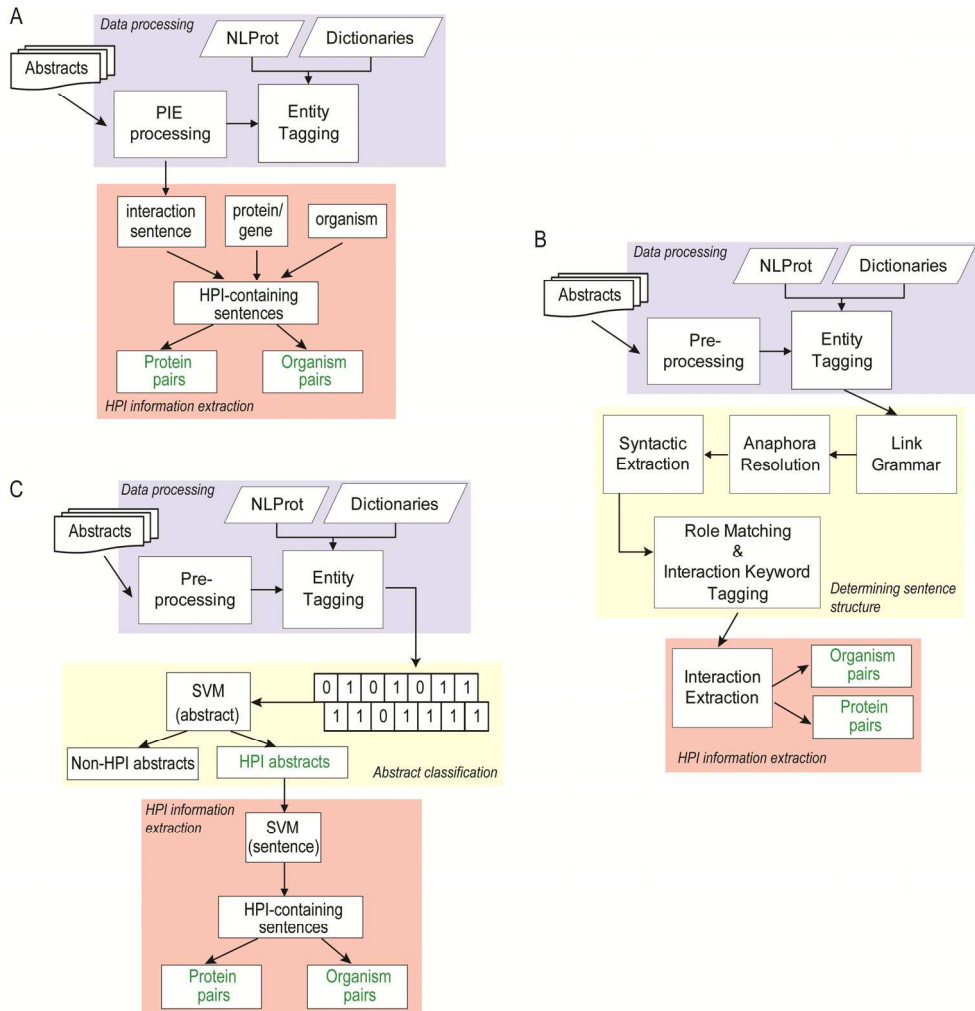 A
Data processing
NLProt
Dictionaries
Abstracts
PIE
processing
Entity
Tagging
interaction
sentence
protein/
gene
organism
HPI-containing
sentences
Protein
pairs
Organism
pairs
HPI information extraction
B
Data processing
NLProt
Dictionaries
Abstracts
Pre-
processing
Entity
Tagging
Syntactic
Extraction
Anaphora
Resolution
Link
Grammar
Role Matching
&
Interaction Keyword
Tagging
Determining sentence
structure
Interaction
Extraction
Organism
pairs
Protein
pairs
HPI information extraction
C
Data processing
NLProt
Dictionaries
Abstracts
Pre-
processing
Entity
Tagging
SVM
(abstract)
0 1 0 1 0 1 1
1 1 0 1 1 1 1
Non-HPI abstracts
HPI abstracts
Abstract classification
HPI information
extraction
SVM
(sentence)
HPI-containing
sentences
Protein
pairs
Organism
pairs